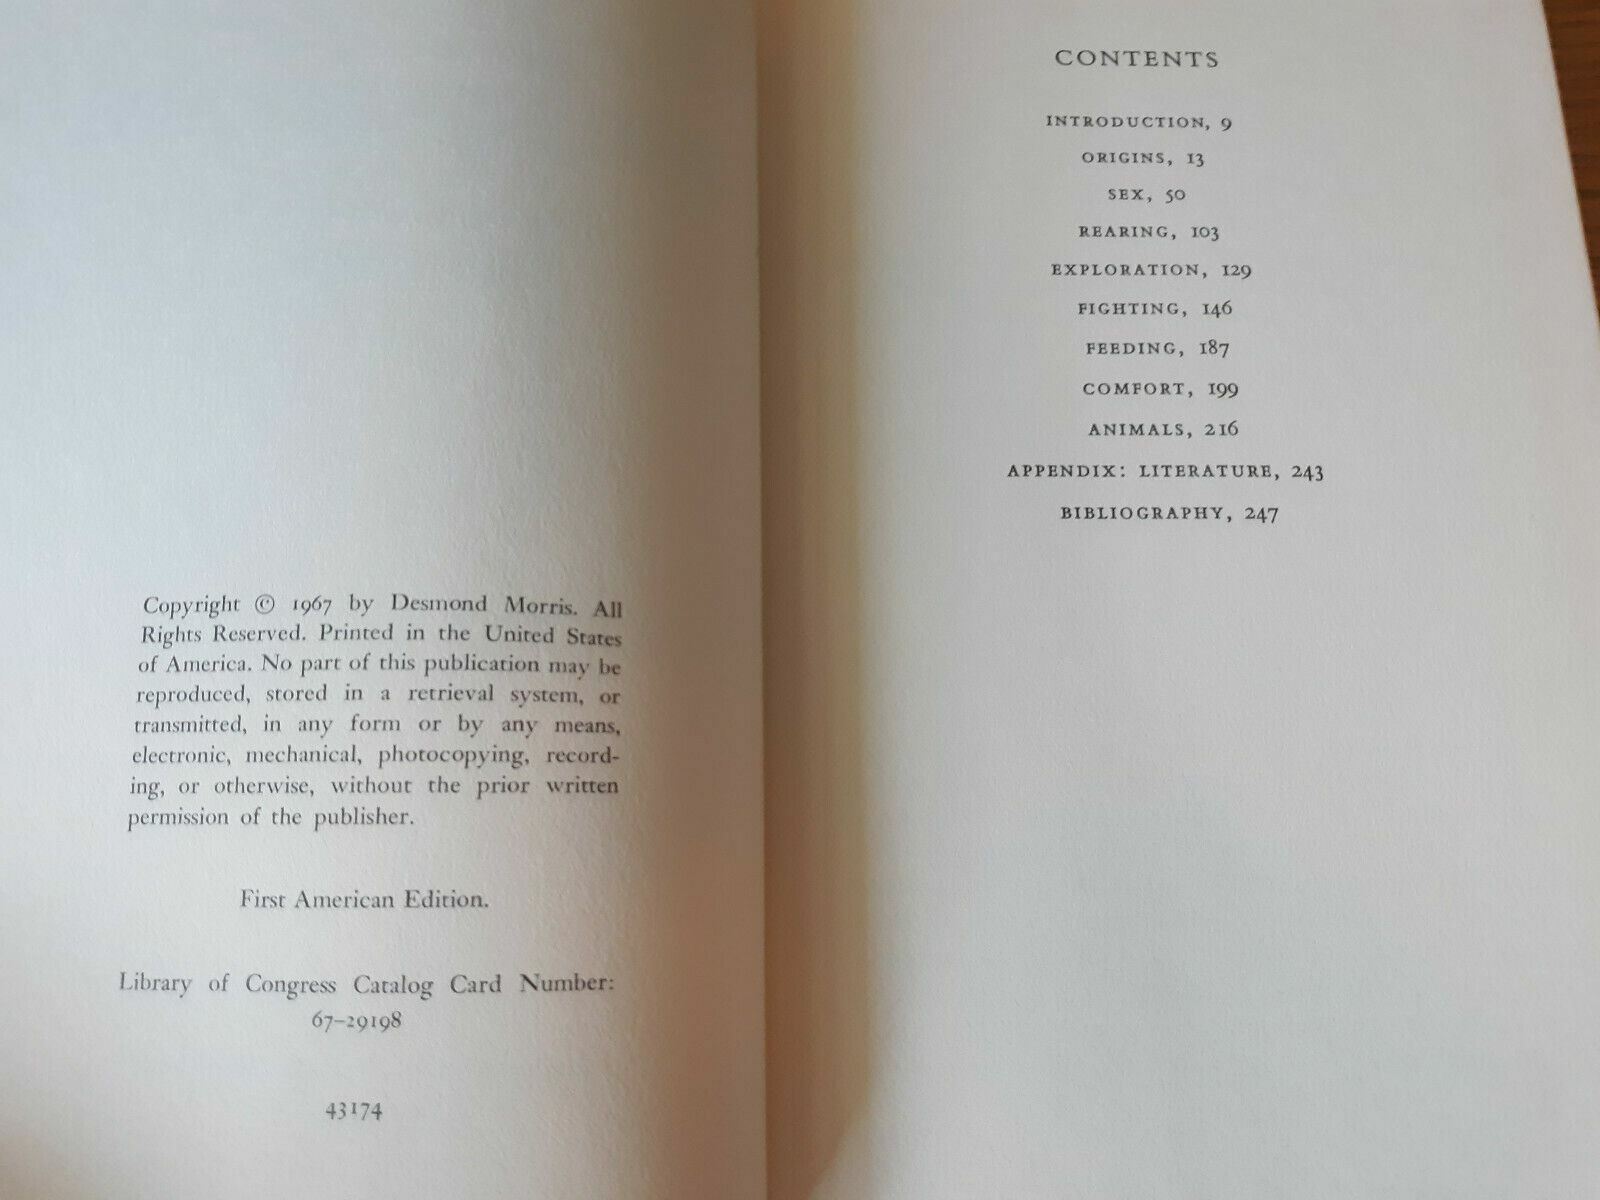 Copyright © 1967 by Desmond Morris. All
Rights Reserved. Printed in the United States
of America. No part of this publication may be
reproduced, stored in a retrieval system, or
transmitted, in any form or by any means,
electronic, mechanical, photocopying, record-
ing, or otherwise, without the prior written
permission of the publisher.
First American Edition.
Library of Congress Catalog Card Number:
67–29198
43174
CONTENTS
INTRODUCTION, 9
ORIGINS, 13
SEX, 50
REARING, 103
EXPLORATION, 129
FIGHTING, 146
FEEDING, 187
COMFORT, 199
ANIMALS, 216
APPENDIX: LITERATURE, 243
BIBLIOGRAPHY, 247